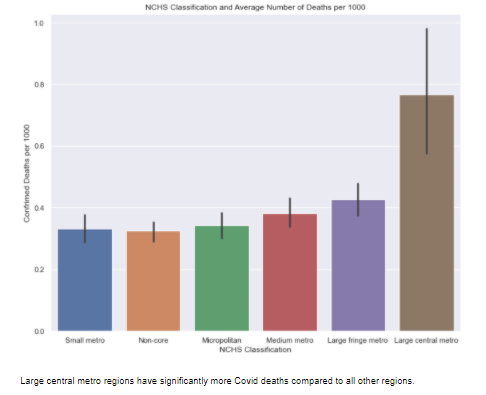 NCHS Classification and Average Number of Deaths per 1000
Confrimed Deaths per 1000
1.0
0.8
0.6
0.4
0.2
0.0
Small metro Non-core Micropolitan Medium metro Large fringe metro Large central metro
NCHS Classification
Large central metro regions have significantly more Covid deaths compared to all other regions.